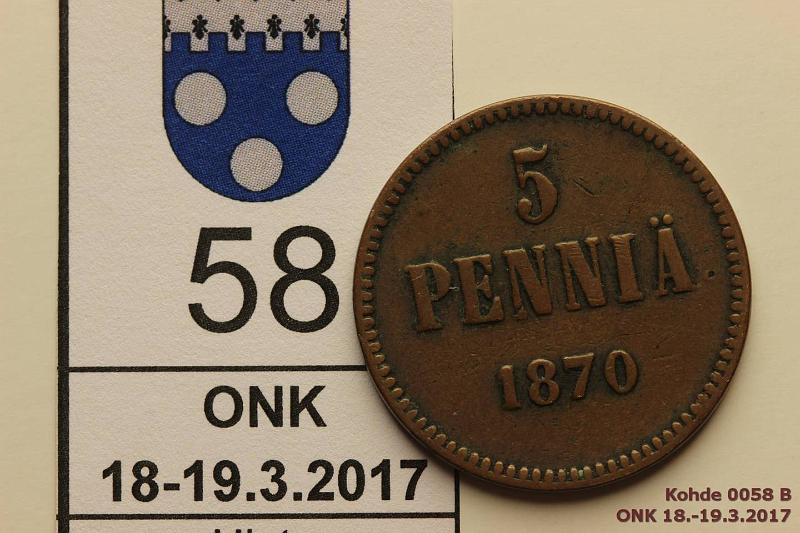 58
ONK
18-19.3.2017
5
PENNIÄ
1870
Kohde 0058 B
ONK 18.-19.3.2017